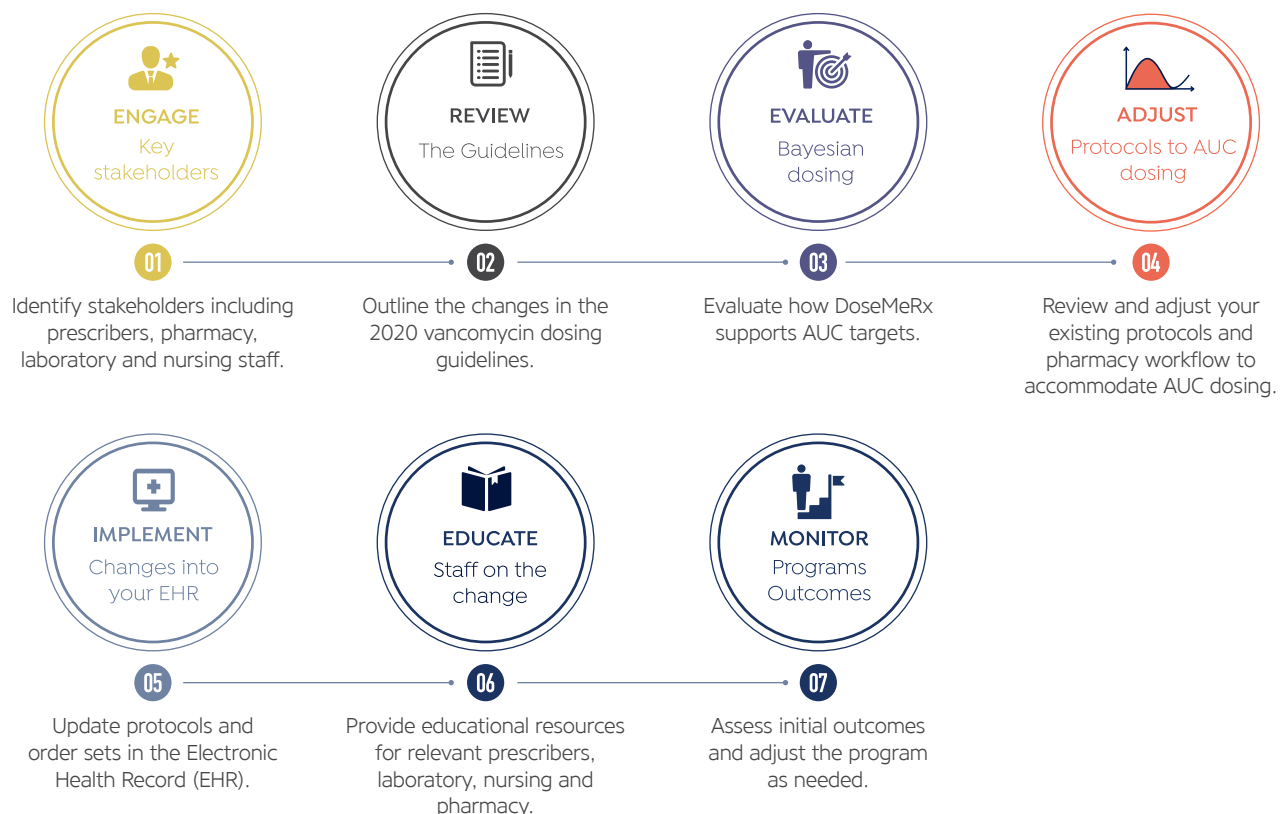 ENGAGE
Key
stakeholders
01
Identify stakeholders including
prescribers, pharmacy,
laboratory and nursing staff.
REVIEW
The Guidelines
02
Outline the changes in the
2020 vancomycin dosing
guidelines.
EVALUATE
Bayesian
dosing
03
Evaluate how DoseMeRx
supports AUC targets.
ADJUST
Protocols to AUC
dosing
04
Review and adjust your
existing protocols and
pharmacy workflow to
accommodate AUC dosing.
IMPLEMENT
Changes into
your EHR
05
Update protocols and
order sets in the Electronic
Health Record (EHR).
EDUCATE
Staff on the
change
06
Provide educational resources
for relevant prescribers,
laboratory, nursing and
pharmacy.
MONITOR
Programs
Outcomes
07
Assess initial outcomes
and adjust the program
as needed.